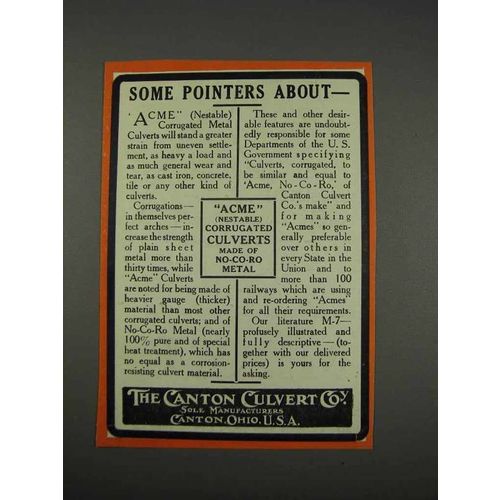 SOME POINTERS ABOUT—
"ACME" (Nestable)
Corrugated Metal
Culverts will stand a greater
strain from uneven settle-
ment, as heavy a load and
as much general wear and
tear, as cast iron, concrete,
tile or any other kind of
culverts.
Corrugations—
in themselves per-
fect arches—in-
crease the strength
of plain sheet
metal more than
thirty times, while
"Acme" Culverts
are noted for being made of
heavier gauge (thicker)
material than most other
corrugated culverts; and of
No-Co-Ro Metal (nearly
100% pure and of special
heat treatment), which has
no equal as a corrosion-
resisting culvert material.
"ACME"
(NESTABLE)
CORRUGATED
CULVERTS
MADE OF
NO-CO-RO
METAL
These and other desir-
able features are undoubt-
edly responsible for some
Departments of the U. S.
Government specifying
"Culverts, corrugated, to
be similar and equal to
'Acme, No-Co-Ro,' of
Canton Culvert
Co.'s make" and
for making
"Acmes" so gen-
erally preferable
over others in
every State in the
Union and to
more than 100
railways which are using
and re-ordering "Acmes"
for all their requirements.
Our literature M-7—
profusely illustrated and
fully descriptive—(to-
gether with our delivered
prices) is yours for the
asking.
THE CANTON CULVERT CO.
SOLE MANUFACTURERS
CANTON, OHIO, U.S.A.